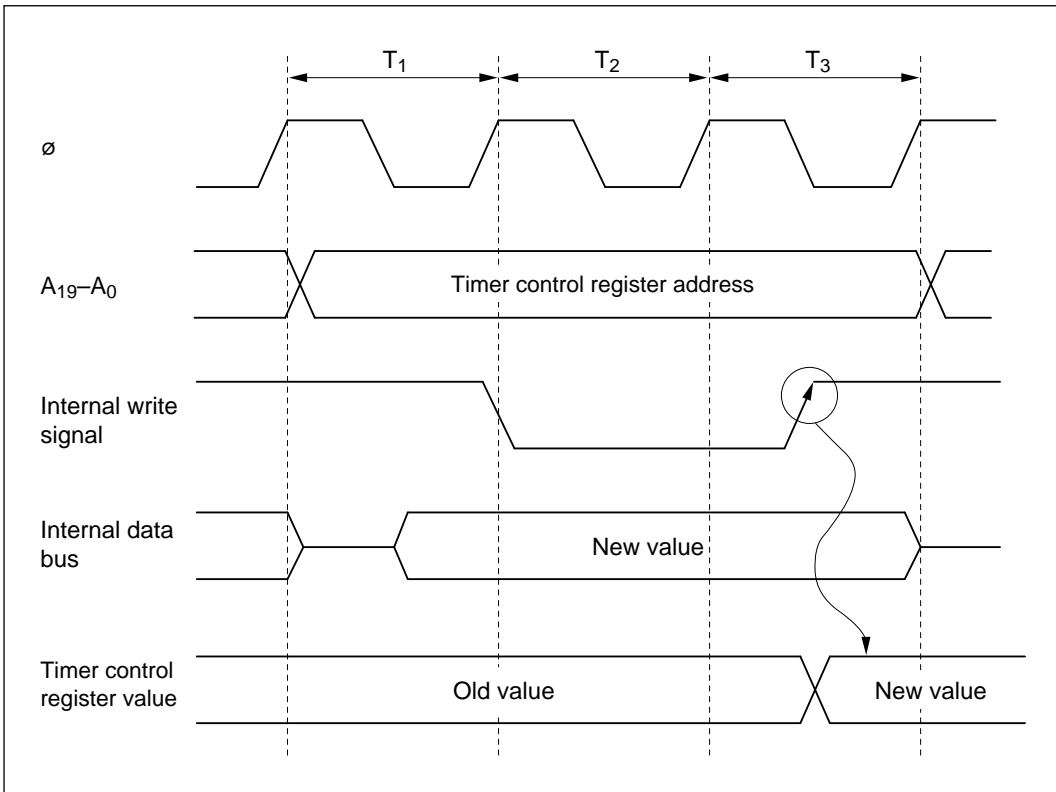 T1 T2 T3
ø
A19–A0
Timer control register address
Internal write
signal
Internal data
bus
New value
Timer control
register value
Old value
New value